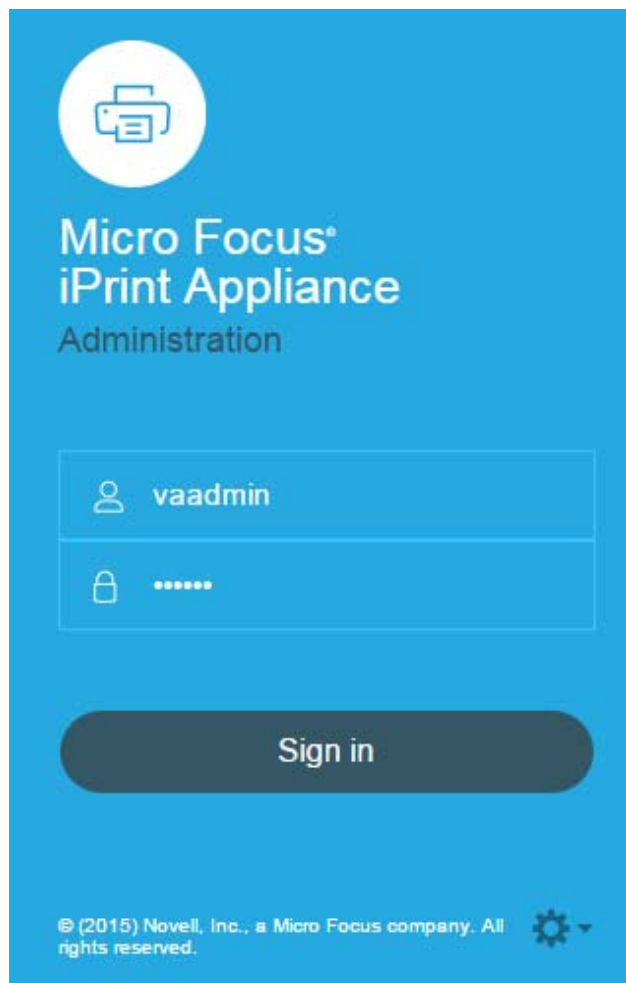 Micro Focus®
iPrint Appliance
Administration
vaadmin
••••••
Sign in
© (2015) Novell, Inc., a Micro Focus company. All
rights reserved.